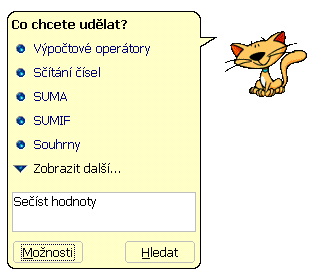 Co chcete udělat?
Výpočtové operátory
Sčítání čísel
SUMA
SUMIF
Souhrny
Zobrazit další...
Sečíst hodnoty
Možnosti
Hledat